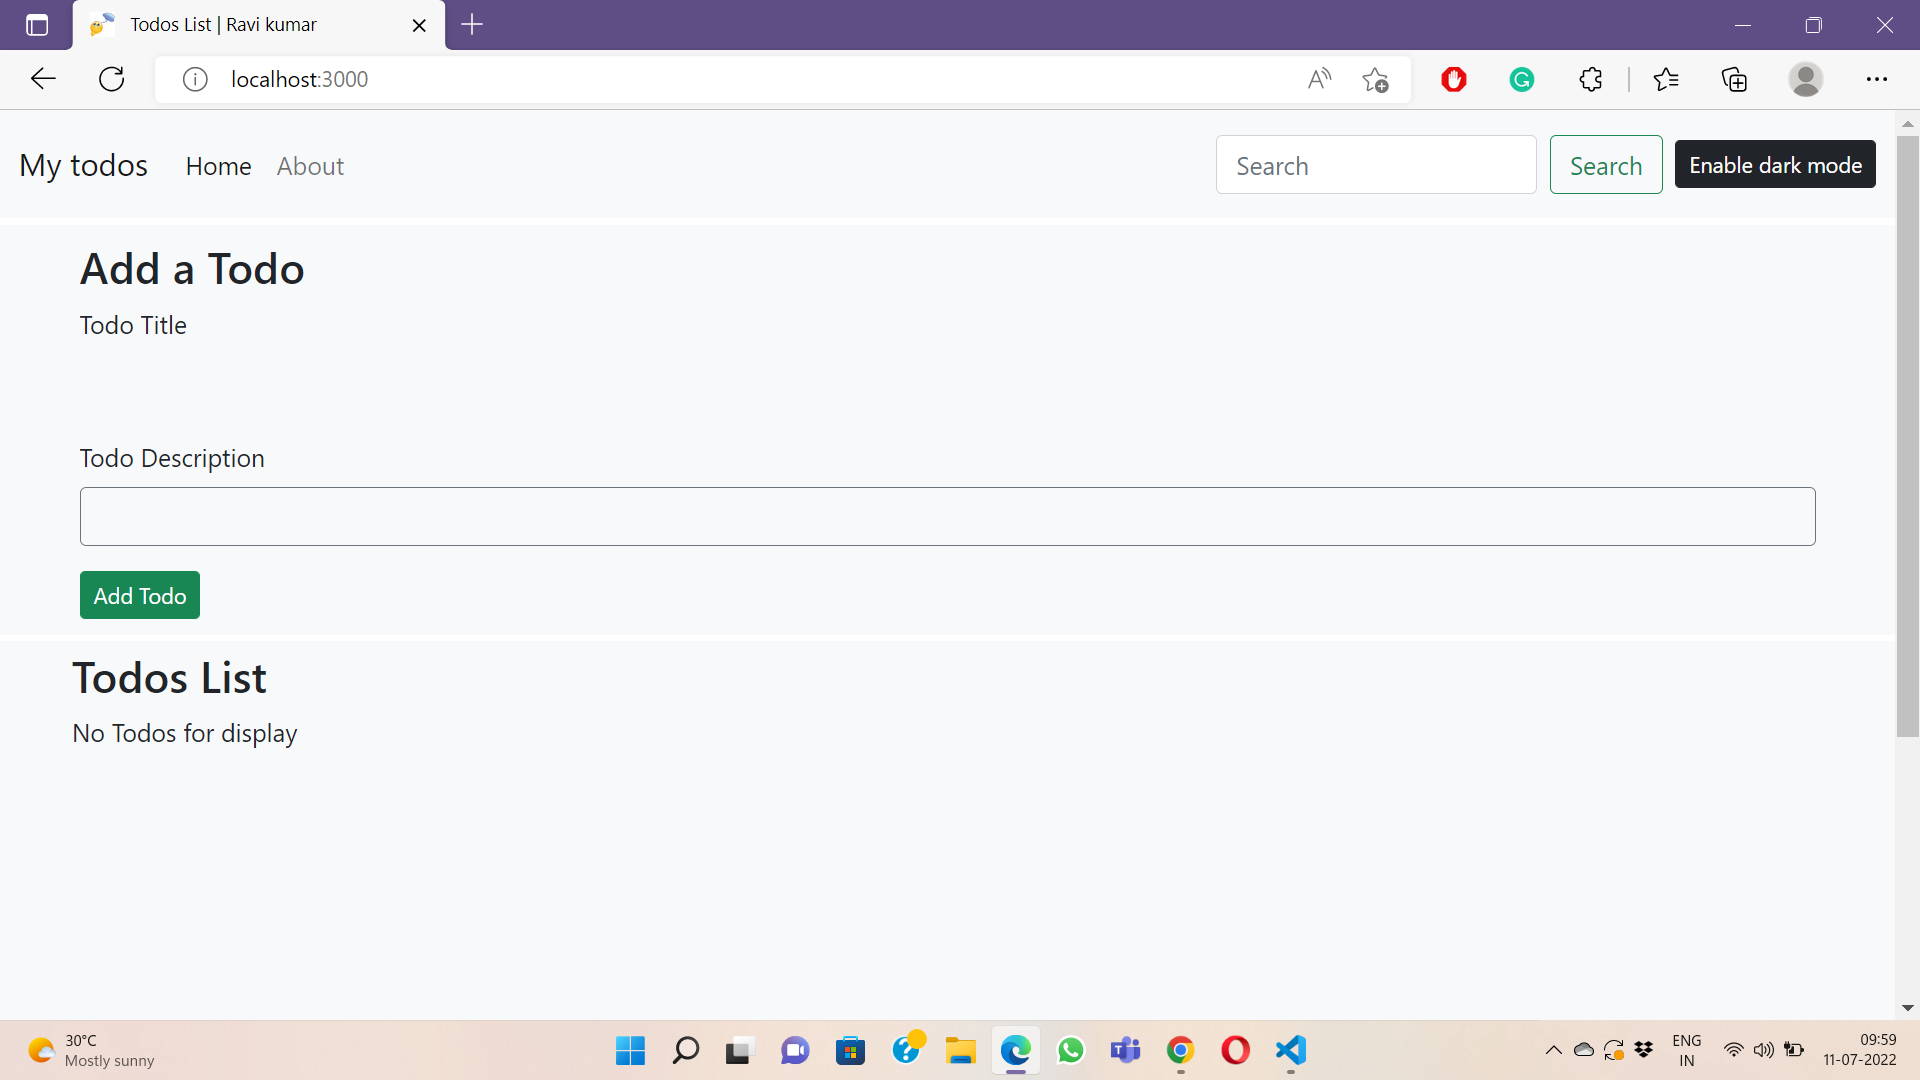 Todos List | Ravi kumar
localhost:3000
My todos Home About Search Search Enable dark mode
Add a Todo
Todo Title
Todo Description
Add Todo
Todos List
No Todos for display
30°C
Mostly sunny
ENG
IN
09:59
11-07-2022